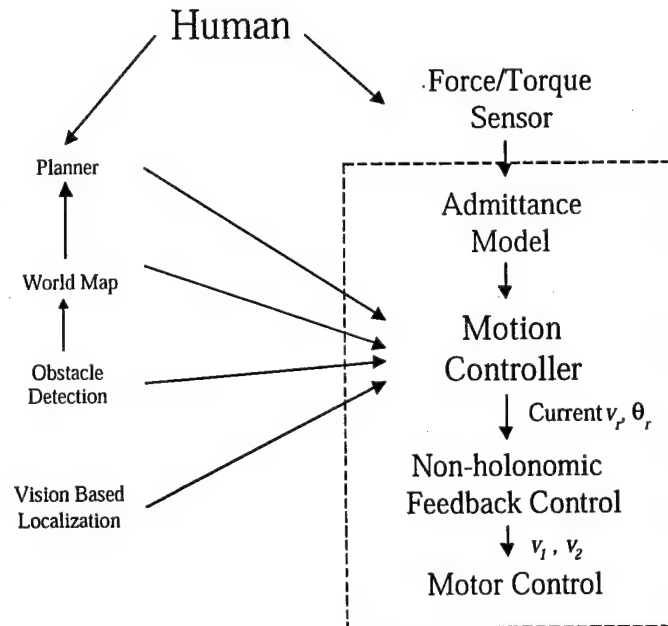 Human
Force/Torque
Sensor
Planner
Admittance
Model
World Map
Motion
Controller
Obstacle
Detection
Current v_r, θ_r
Non-holonomic
Feedback Control
Vision Based
Localization
v_1 , v_2
Motor Control